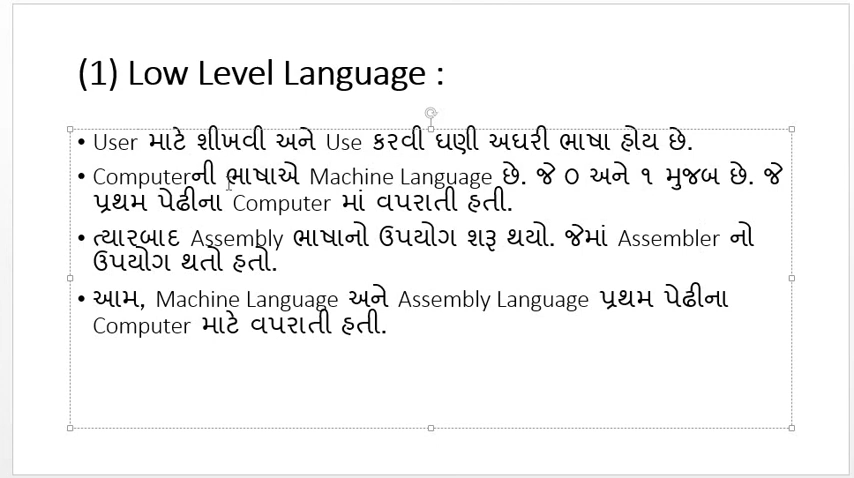 (1) Low Level Language :
• User માટે શીખવી અને Use કરવી ઘણી અઘરી ભાષા હોય છે.
• Computerની ભાષાએ Machine Language છે. જે ૦ અને ૧ મુજબ છે. જે
પ્રથમ પેઢીના Computer માં વપરાતી હતી.
• ત્યારબાદ Assembly ભાષાનો ઉપયોગ શરૂ થયો. જેમાં Assembler નો
ઉપયોગ થતો હતો.
• આમ, Machine Language અને Assembly Language પ્રથમ પેઢીના
Computer માટે વપરાતી હતી.